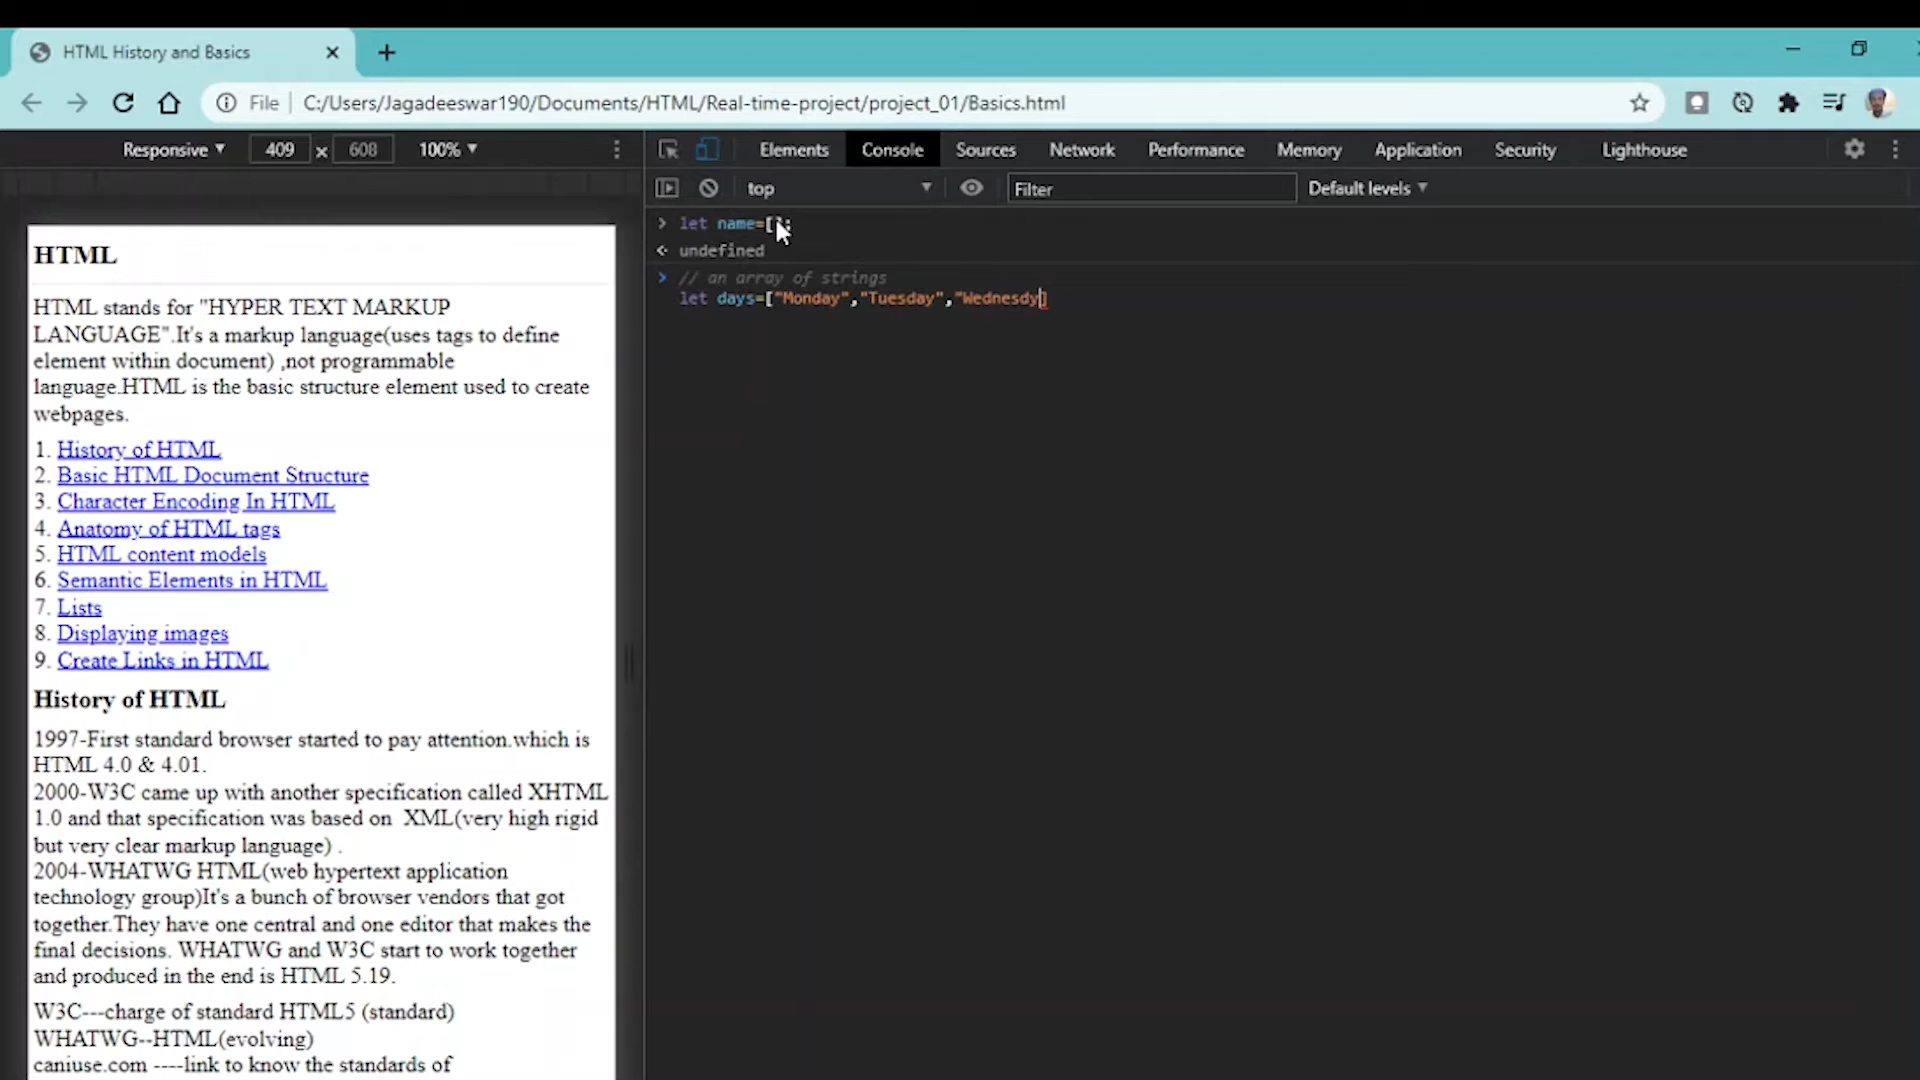 HTML History and Basics
File | C:/Users/Jagadeeswar190/Documents/HTML/Real-time-project/project_01/Basics.html
Responsive 409 x 608 100%
Elements Console Sources Network Performance Memory Application Security Lighthouse
top Filter Default levels
let name=[];
undefined
// an array of strings
let days=["Monday","Tuesday","Wednesdy]
HTML
HTML stands for "HYPER TEXT MARKUP
LANGUAGE".It's a markup language(uses tags to define
element within document) ,not programmable
language.HTML is the basic structure element used to create
webpages.
1. History of HTML
2. Basic HTML Document Structure
3. Character Encoding In HTML
4. Anatomy of HTML tags
5. HTML content models
6. Semantic Elements in HTML
7. Lists
8. Displaying images
9. Create Links in HTML
History of HTML
1997-First standard browser started to pay attention.which is
HTML 4.0 & 4.01.
2000-W3C came up with another specification called XHTML
1.0 and that specification was based on XML(very high rigid
but very clear markup language) .
2004-WHATWG HTML(web hypertext application
technology group)It's a bunch of browser vendors that got
together.They have one central and one editor that makes the
final decisions. WHATWG and W3C start to work together
and produced in the end is HTML 5.19.
W3C---charge of standard HTML5 (standard)
WHATWG--HTML(evolving)
caniuse.com ----link to know the standards of